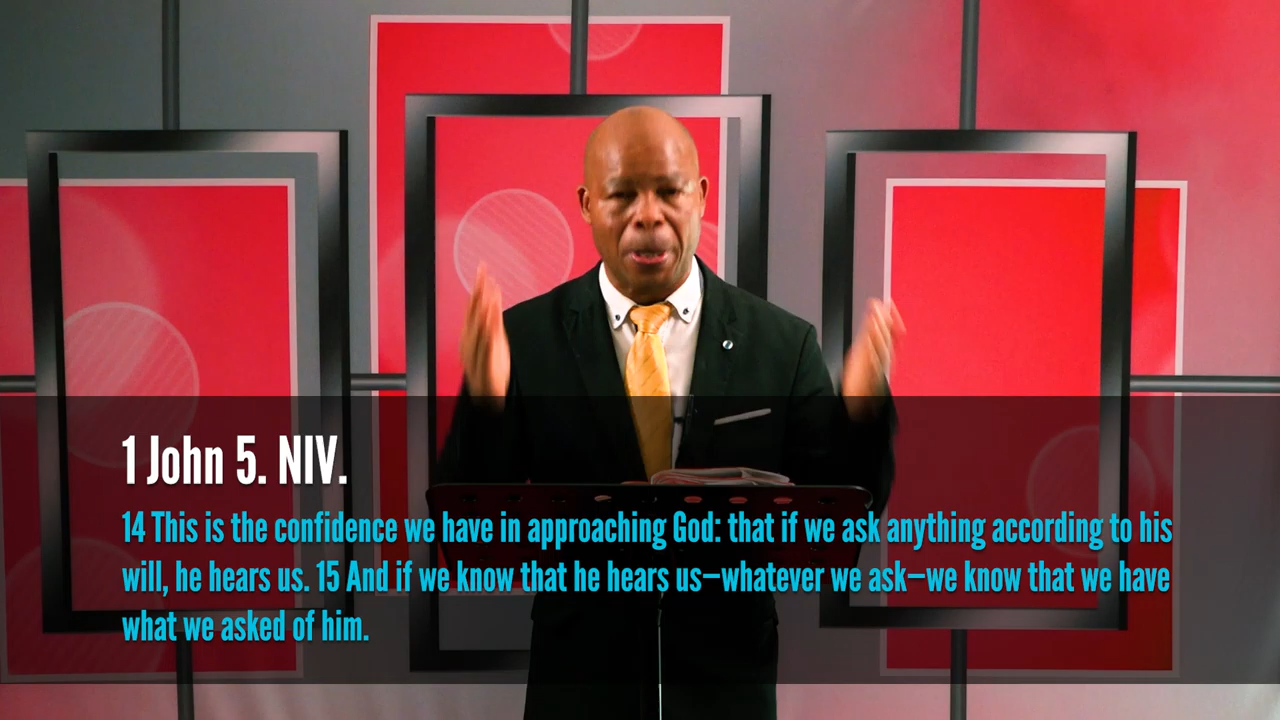 1 John 5. NIV.
14 This is the confidence we have in approaching God: that if we ask anything according to his
will, he hears us. 15 And if we know that he hears us—whatever we ask—we know that we have
what we asked of him.